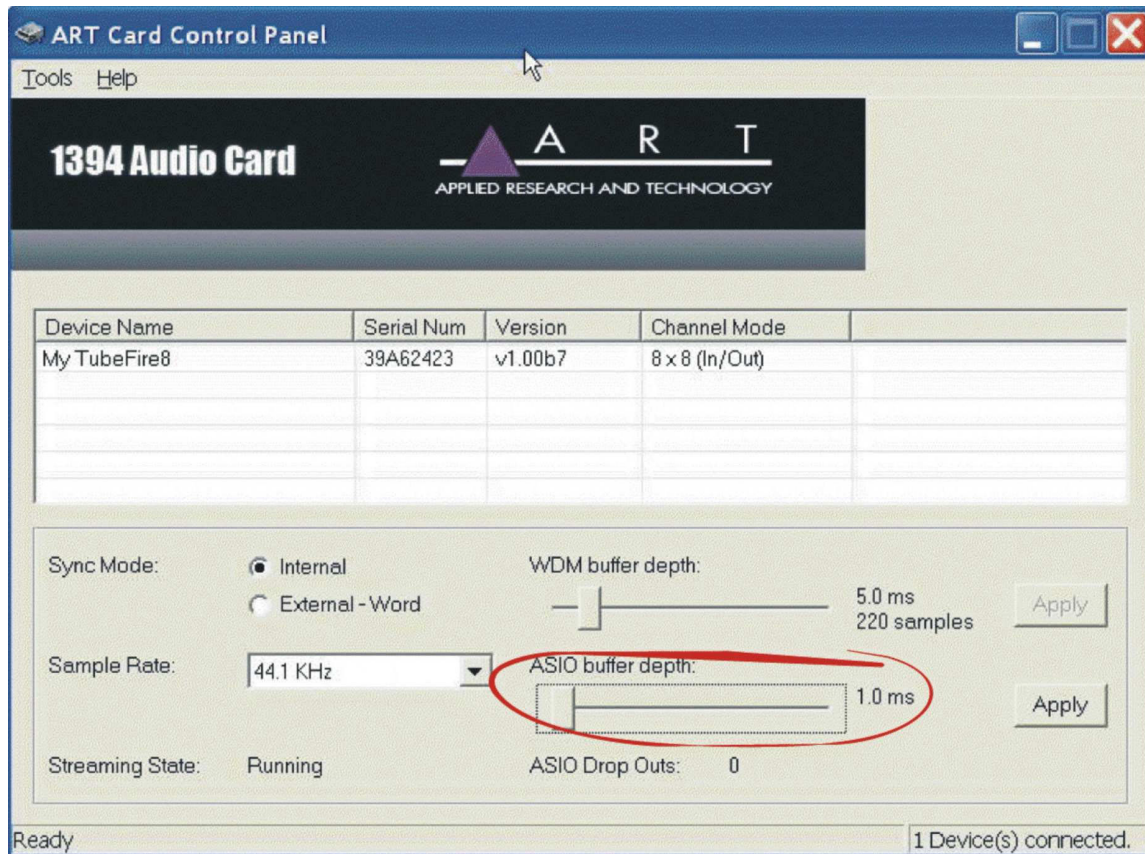 ART Card Control Panel
Tools Help
1394 Audio Card
A R T
APPLIED RESEARCH AND TECHNOLOGY
Device Name Serial Num Version Channel Mode
My TubeFire8 39A62423 v1.00b7 8 x 8 (In/Out)
Sync Mode: Internal WDM buffer depth:
External - Word 5.0 ms
220 samples Apply
Sample Rate: 44.1 KHz ASIO buffer depth:
1.0 ms Apply
Streaming State: Running ASIO Drop Outs: 0
Ready 1 Device(s) connected.